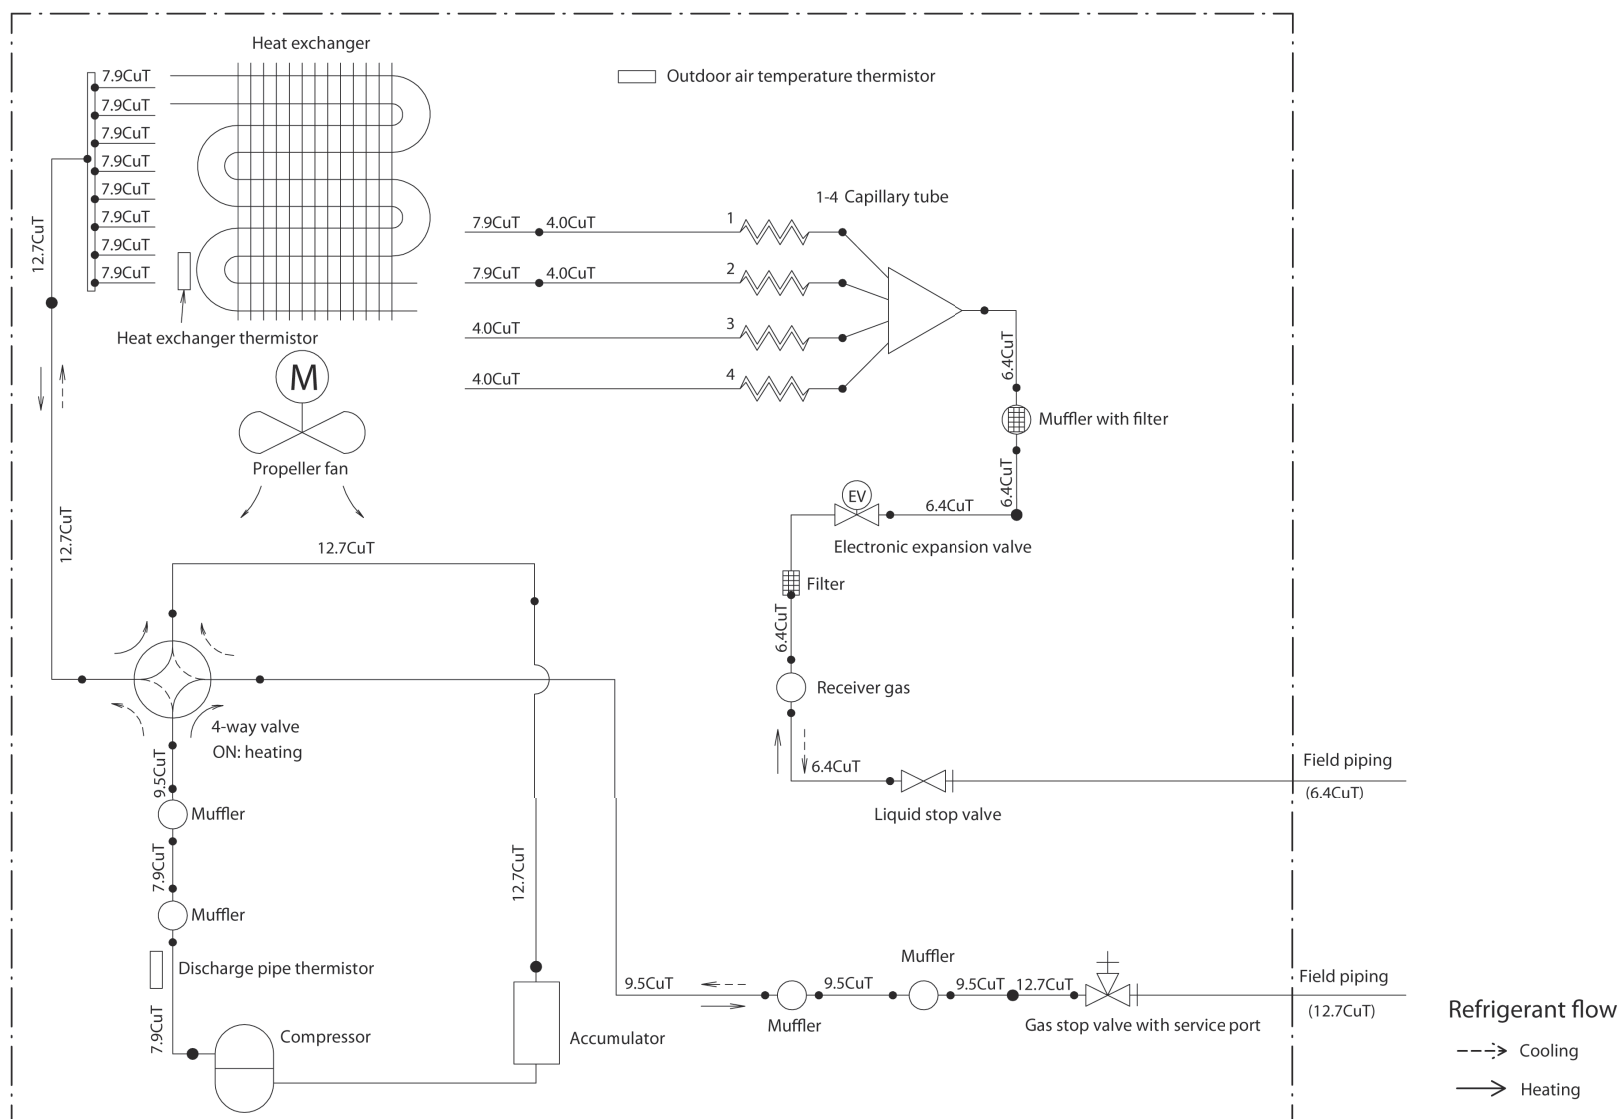 Heat exchanger
7.9CuT
7.9CuT
7.9CuT
7.9CuT
7.9CuT
7.9CuT
7.9CuT
7.9CuT
12.7CuT
Heat exchanger thermistor
Outdoor air temperature thermistor
1-4 Capillary tube
7.9CuT 4.0CuT 1
7.9CuT 4.0CuT 2
4.0CuT 3
4.0CuT 4
6.4CuT
Muffler with filter
6.4CuT
M
Propeller fan
EV
6.4CuT
Electronic expansion valve
12.7CuT
12.7CuT
Filter
6.4CuT
Receiver gas
4-way valve
ON: heating
9.5CuT
Muffler
7.9CuT
Muffler
Discharge pipe thermistor
7.9CuT
Compressor
12.7CuT
Accumulator
6.4CuT
Liquid stop valve
Field piping
(6.4CuT)
9.5CuT
Muffler
9.5CuT
Muffler
9.5CuT
12.7CuT
Gas stop valve with service port
Field piping
(12.7CuT)
Refrigerant flow
Cooling
Heating